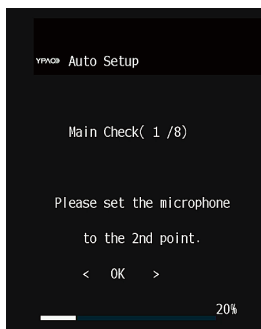 YPAO Auto Setup
Main Check( 1 /8)
Please set the microphone
to the 2nd point.
< OK >
20%